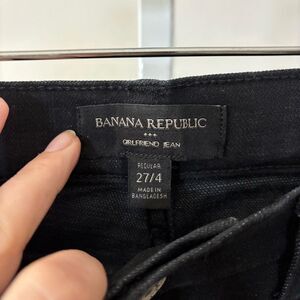 BANANA REPUBLIC
GIRLFRIEND JEAN
REGULAR
27/4
MADE IN
BANGLADESH